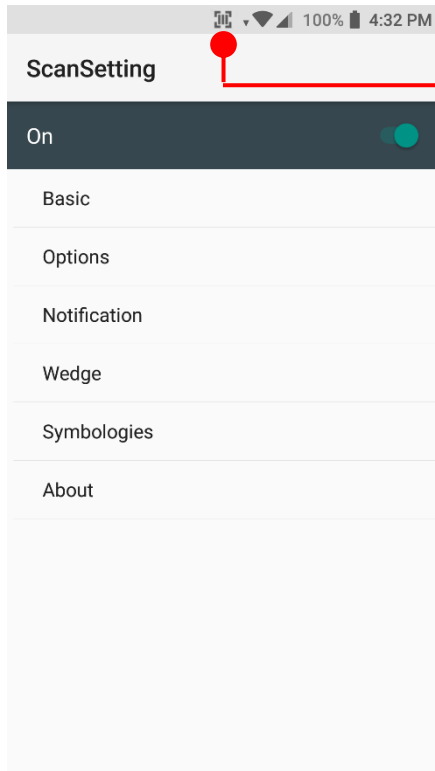 100% 4:32 PM
ScanSetting
On
Basic
Options
Notification
Wedge
Symbologies
About